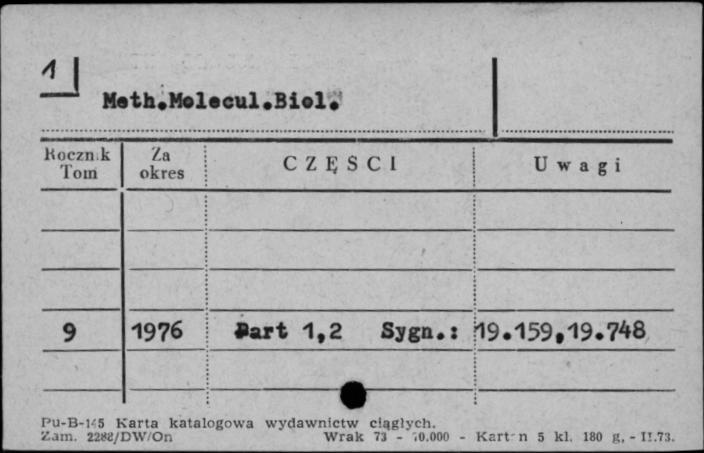 1
Meth.Molecul.Biol.
Rocznik Tom
Za okres
CZĘŚCI
Uwagi
9 1976 Part 1,2 Sygn.: 19.159,19.748
Pu-B-145 Karta katalogowa wydawnictw ciągłych.
Zam. 2288/DW/On Wrak 73 - 70.000 - Karton 5 kl. 180 g. - II.73.